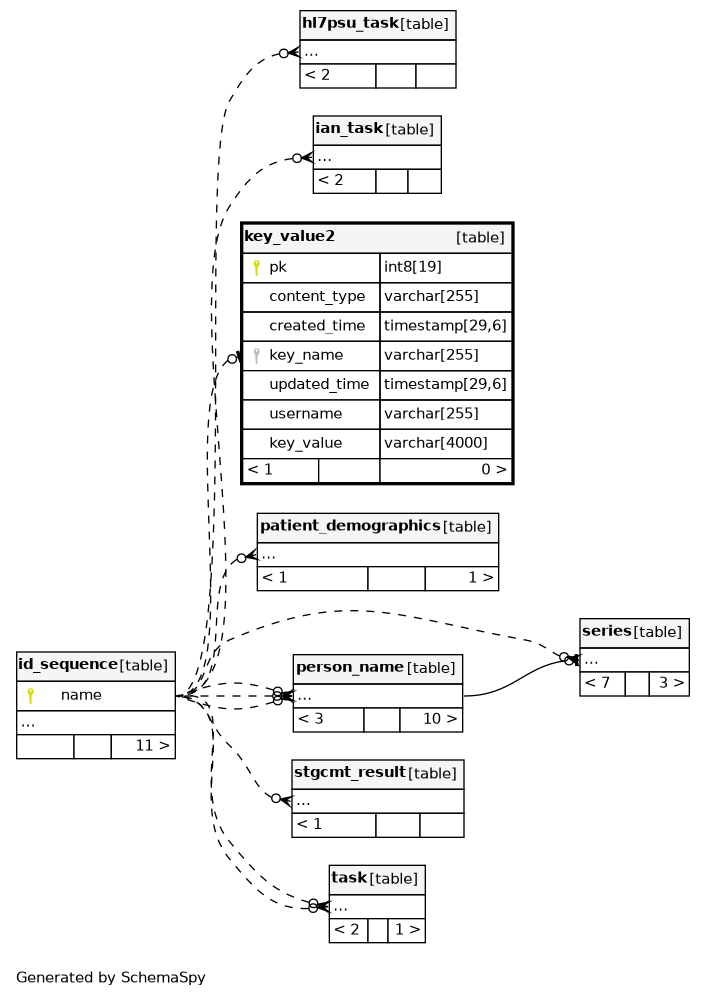 hl7psu_task[table]
...
< 2
ian_task[table]
...
< 2
key_value2 [table]
pk int8[19]
content_type varchar[255]
created_time timestamp[29,6]
key_name varchar[255]
updated_time timestamp[29,6]
username varchar[255]
key_value varchar[4000]
< 1 0 >
patient_demographics[table]
...
< 1 1 >
series[table]
...
< 7 3 >
id_sequence[table]
name
...
11 >
person_name[table]
...
< 3 10 >
stgcmt_result[table]
...
< 1
task[table]
...
< 2 1 >
Generated by SchemaSpy